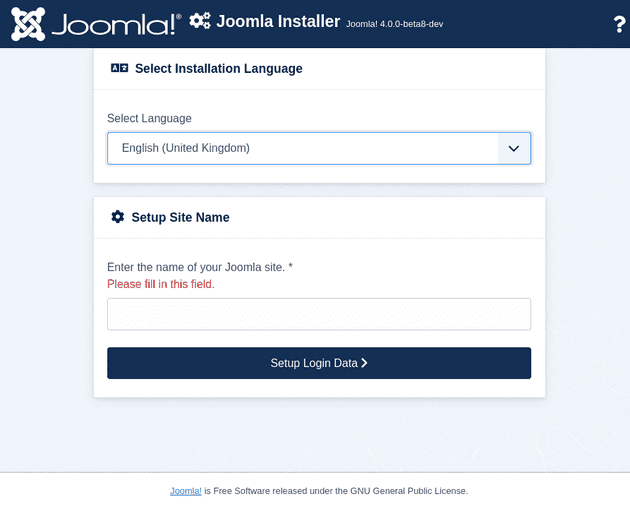 Joomla!® Joomla Installer Joomla! 4.0.0-beta8-dev ?
Select Installation Language
Select Language
English (United Kingdom)
Setup Site Name
Enter the name of your Joomla site. *
Please fill in this field.
Setup Login Data
Joomla! is Free Software released under the GNU General Public License.